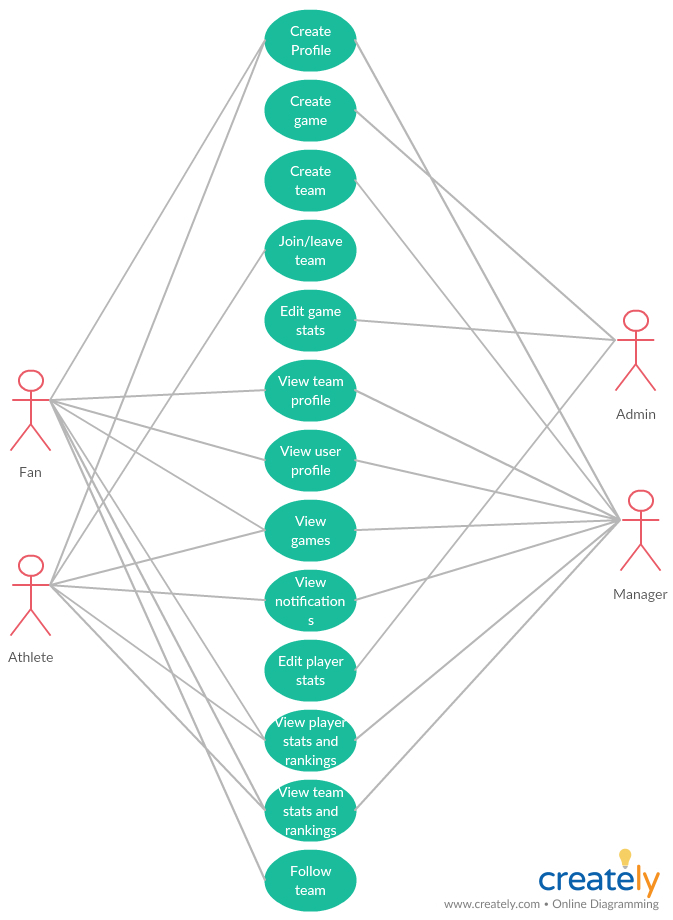 Create
Profile
Create
game
Create
team
Join/leave
team
Edit game
stats
View team
profile
View user
profile
View
games
View
notification
s
Edit player
stats
View player
stats and
rankings
View team
stats and
rankings
Follow
team
Fan
Athlete
Admin
Manager
creately
www.creately.com • Online Diagramming